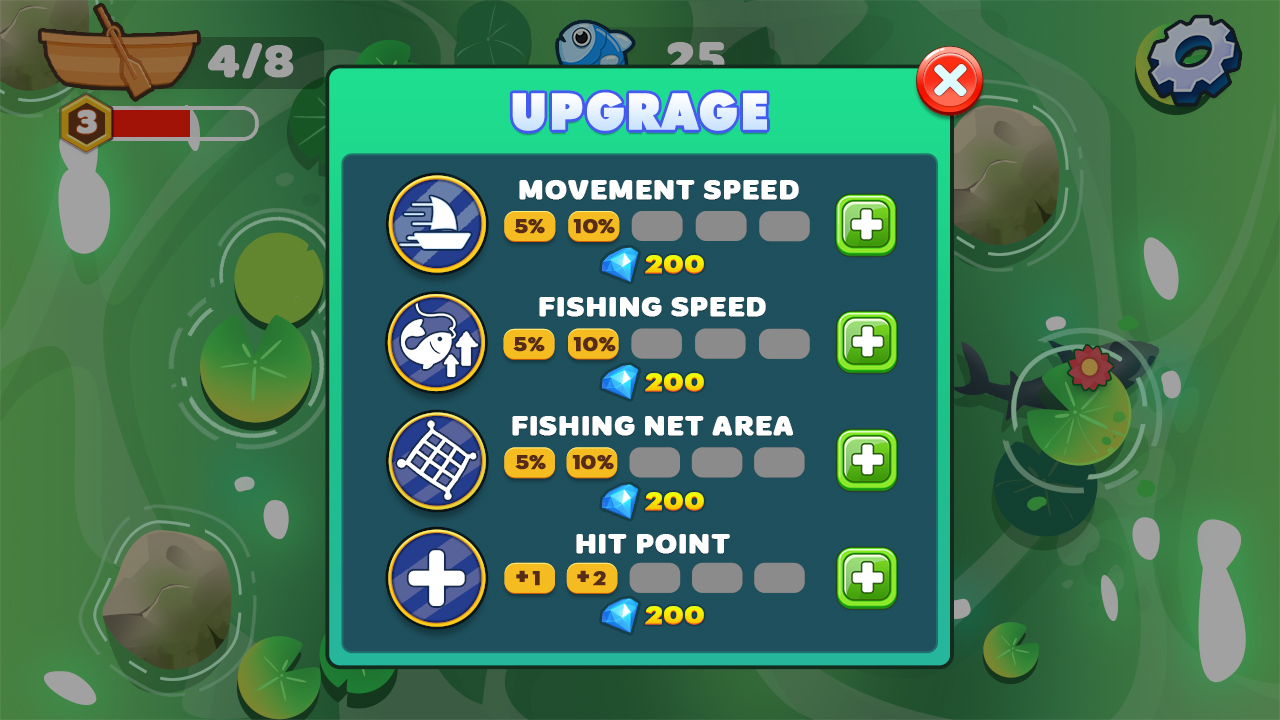 4/8
25
3
UPGRAGE
MOVEMENT SPEED
5% 10%
200
FISHING SPEED
5% 10%
200
FISHING NET AREA
5% 10%
200
HIT POINT
+1 +2
200